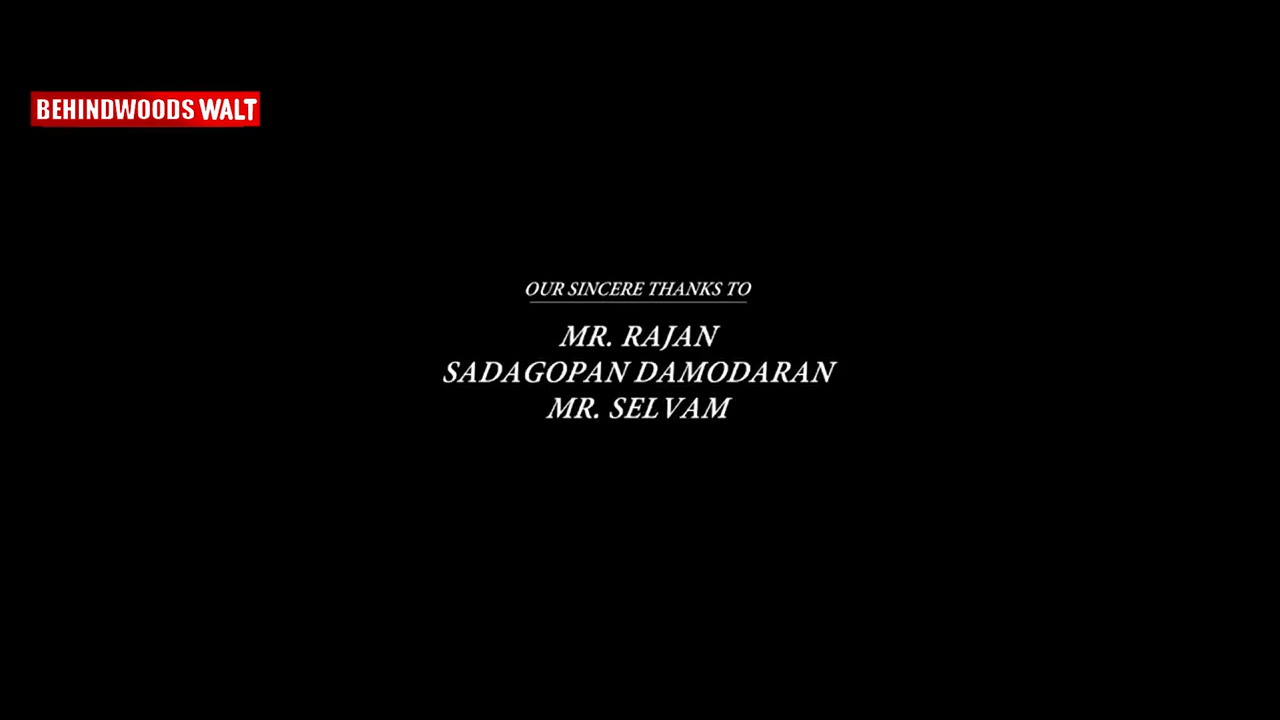 BEHINDWOODS WALT
OUR SINCERE THANKS TO
MR. RAJAN
SADAGOPAN DAMODARAN
MR. SELVAM